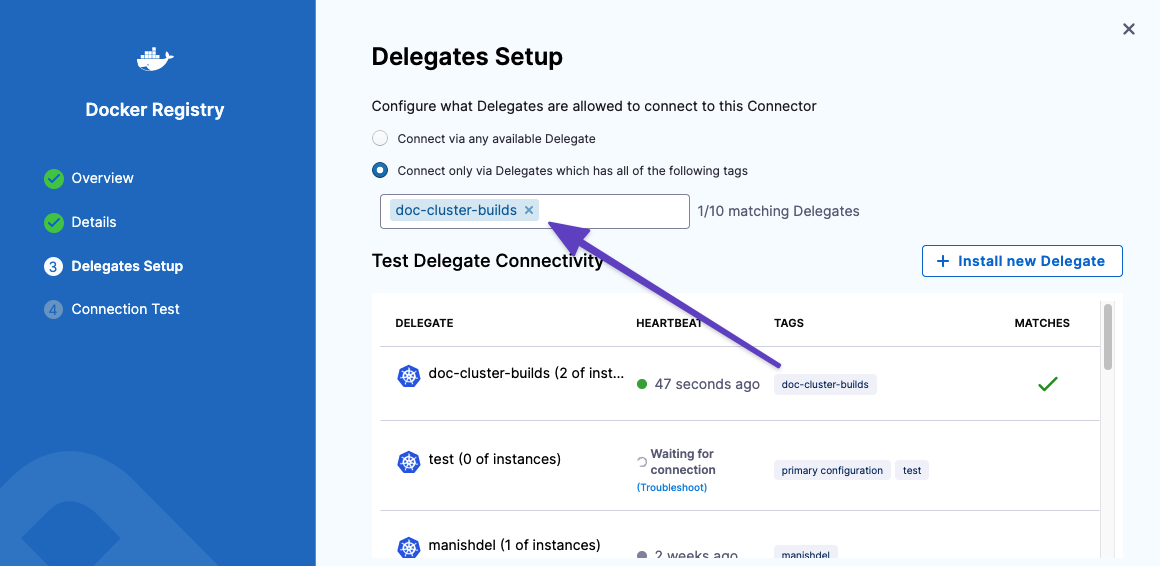 Docker Registry
Overview
Details
3 Delegates Setup
4 Connection Test
Delegates Setup
Configure what Delegates are allowed to connect to this Connector
Connect via any available Delegate
Connect only via Delegates which has all of the following tags
doc-cluster-builds × 1/10 matching Delegates
Test Delegate Connectivity
+ Install new Delegate
DELEGATE HEARTBEAT TAGS MATCHES
doc-cluster-builds (2 of inst... 47 seconds ago doc-cluster-builds
test (0 of instances) Waiting for
connection
(Troubleshoot)
primary configuration test
manishdel (1 of instances) 2 weeks ago manishdel